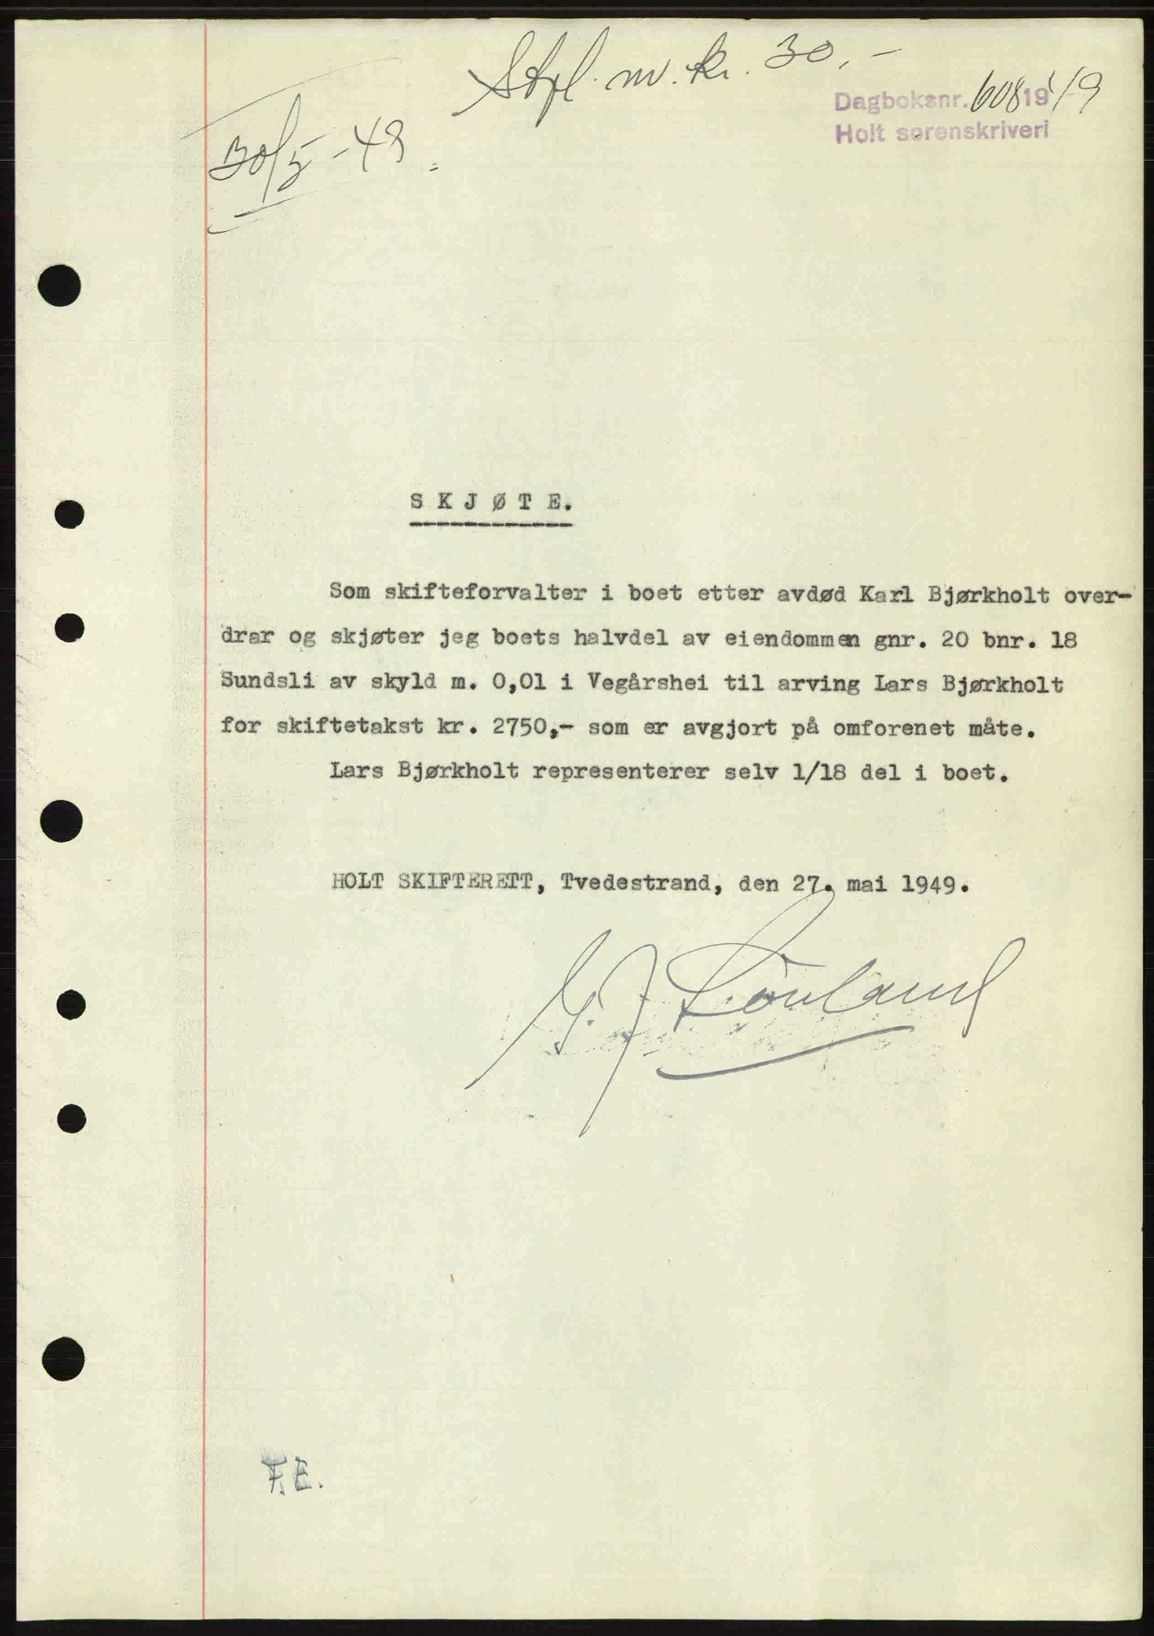 Stpl. m. kr. 30,-
Dagboksnr. 608 1949
Holt sorenskriveri
30/5-49.
SKJØTE.
Som skifteforvalter i boet etter avdød Karl Bjørkholt over-
drar og skjøter jeg boets halvdel av eiendommen gnr. 20 bnr. 18
Sundsli av skyld m. 0,01 i Vegårshei til arving Lars Bjørkholt
for skiftetakst kr. 2750,- som er avgjort på omforenet måte.
Lars Bjørkholt representerer selv 1/18 del i boet.
HOLT SKIFTERETT, Tvedestrand, den 27. mai 1949.
F.E.